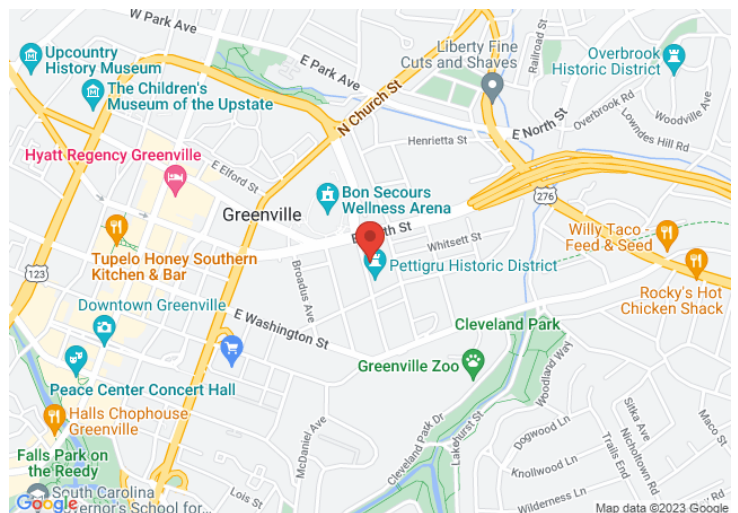 W Park Ave
Upcountry
History Museum
E Park Ave
Liberty Fine
Cuts and Shaves
Railroad St
Overbrook
Historic District
The Children's
Museum of the Upstate
N Church St
E North St
Overbrook Rd
Woodville Ave
Lowndes Hill Rd
Henrietta St
Hyatt Regency Greenville
E Elford St
Bon Secours
Wellness Arena
276
Greenville
E North St
Whitsett St
Willy Taco
Feed & Seed
Tupelo Honey Southern
Kitchen & Bar
123
Broadus Ave
Pettigru Historic District
Rocky's Hot
Chicken Shack
Downtown Greenville
E Washington St
Cleveland Park
Greenville Zoo
Woodland Way
Peace Center Concert Hall
Halls Chophouse
Greenville
McDaniel Ave
Cleveland Park Dr
Lakehurst St
Dogwood Ln
Sitka Ave
Nicholtown Rd
Maco St
Trails End
Falls Park on
the Reedy
Knollwood Ln
South Carolina
Governor's School for...
Lois St
Wilderness Ln
Google
Map data ©2023 Google